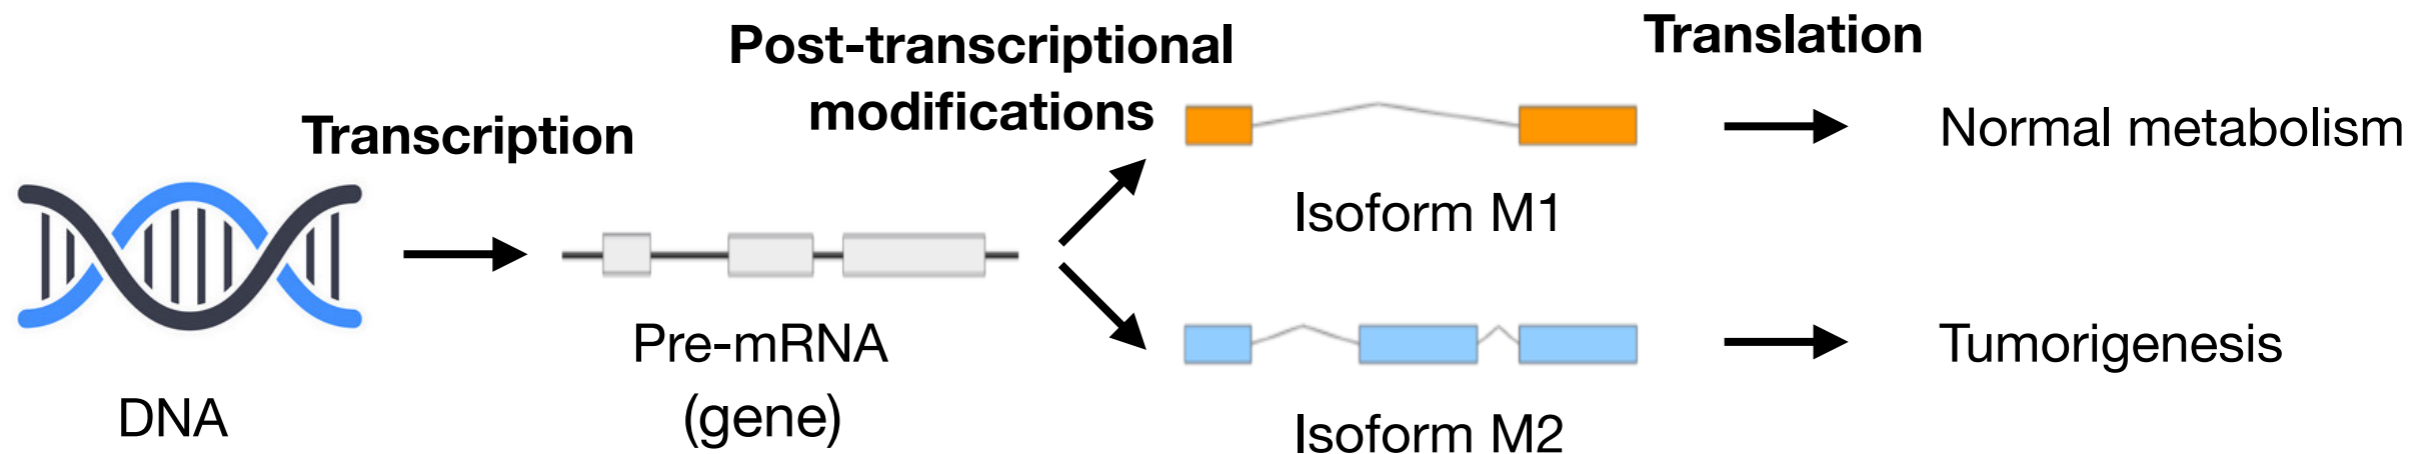 DNA
Transcription
Pre-mRNA
(gene)
Post-transcriptional
modifications
Isoform M1
Isoform M2
Translation
Normal metabolism
Tumorigenesis